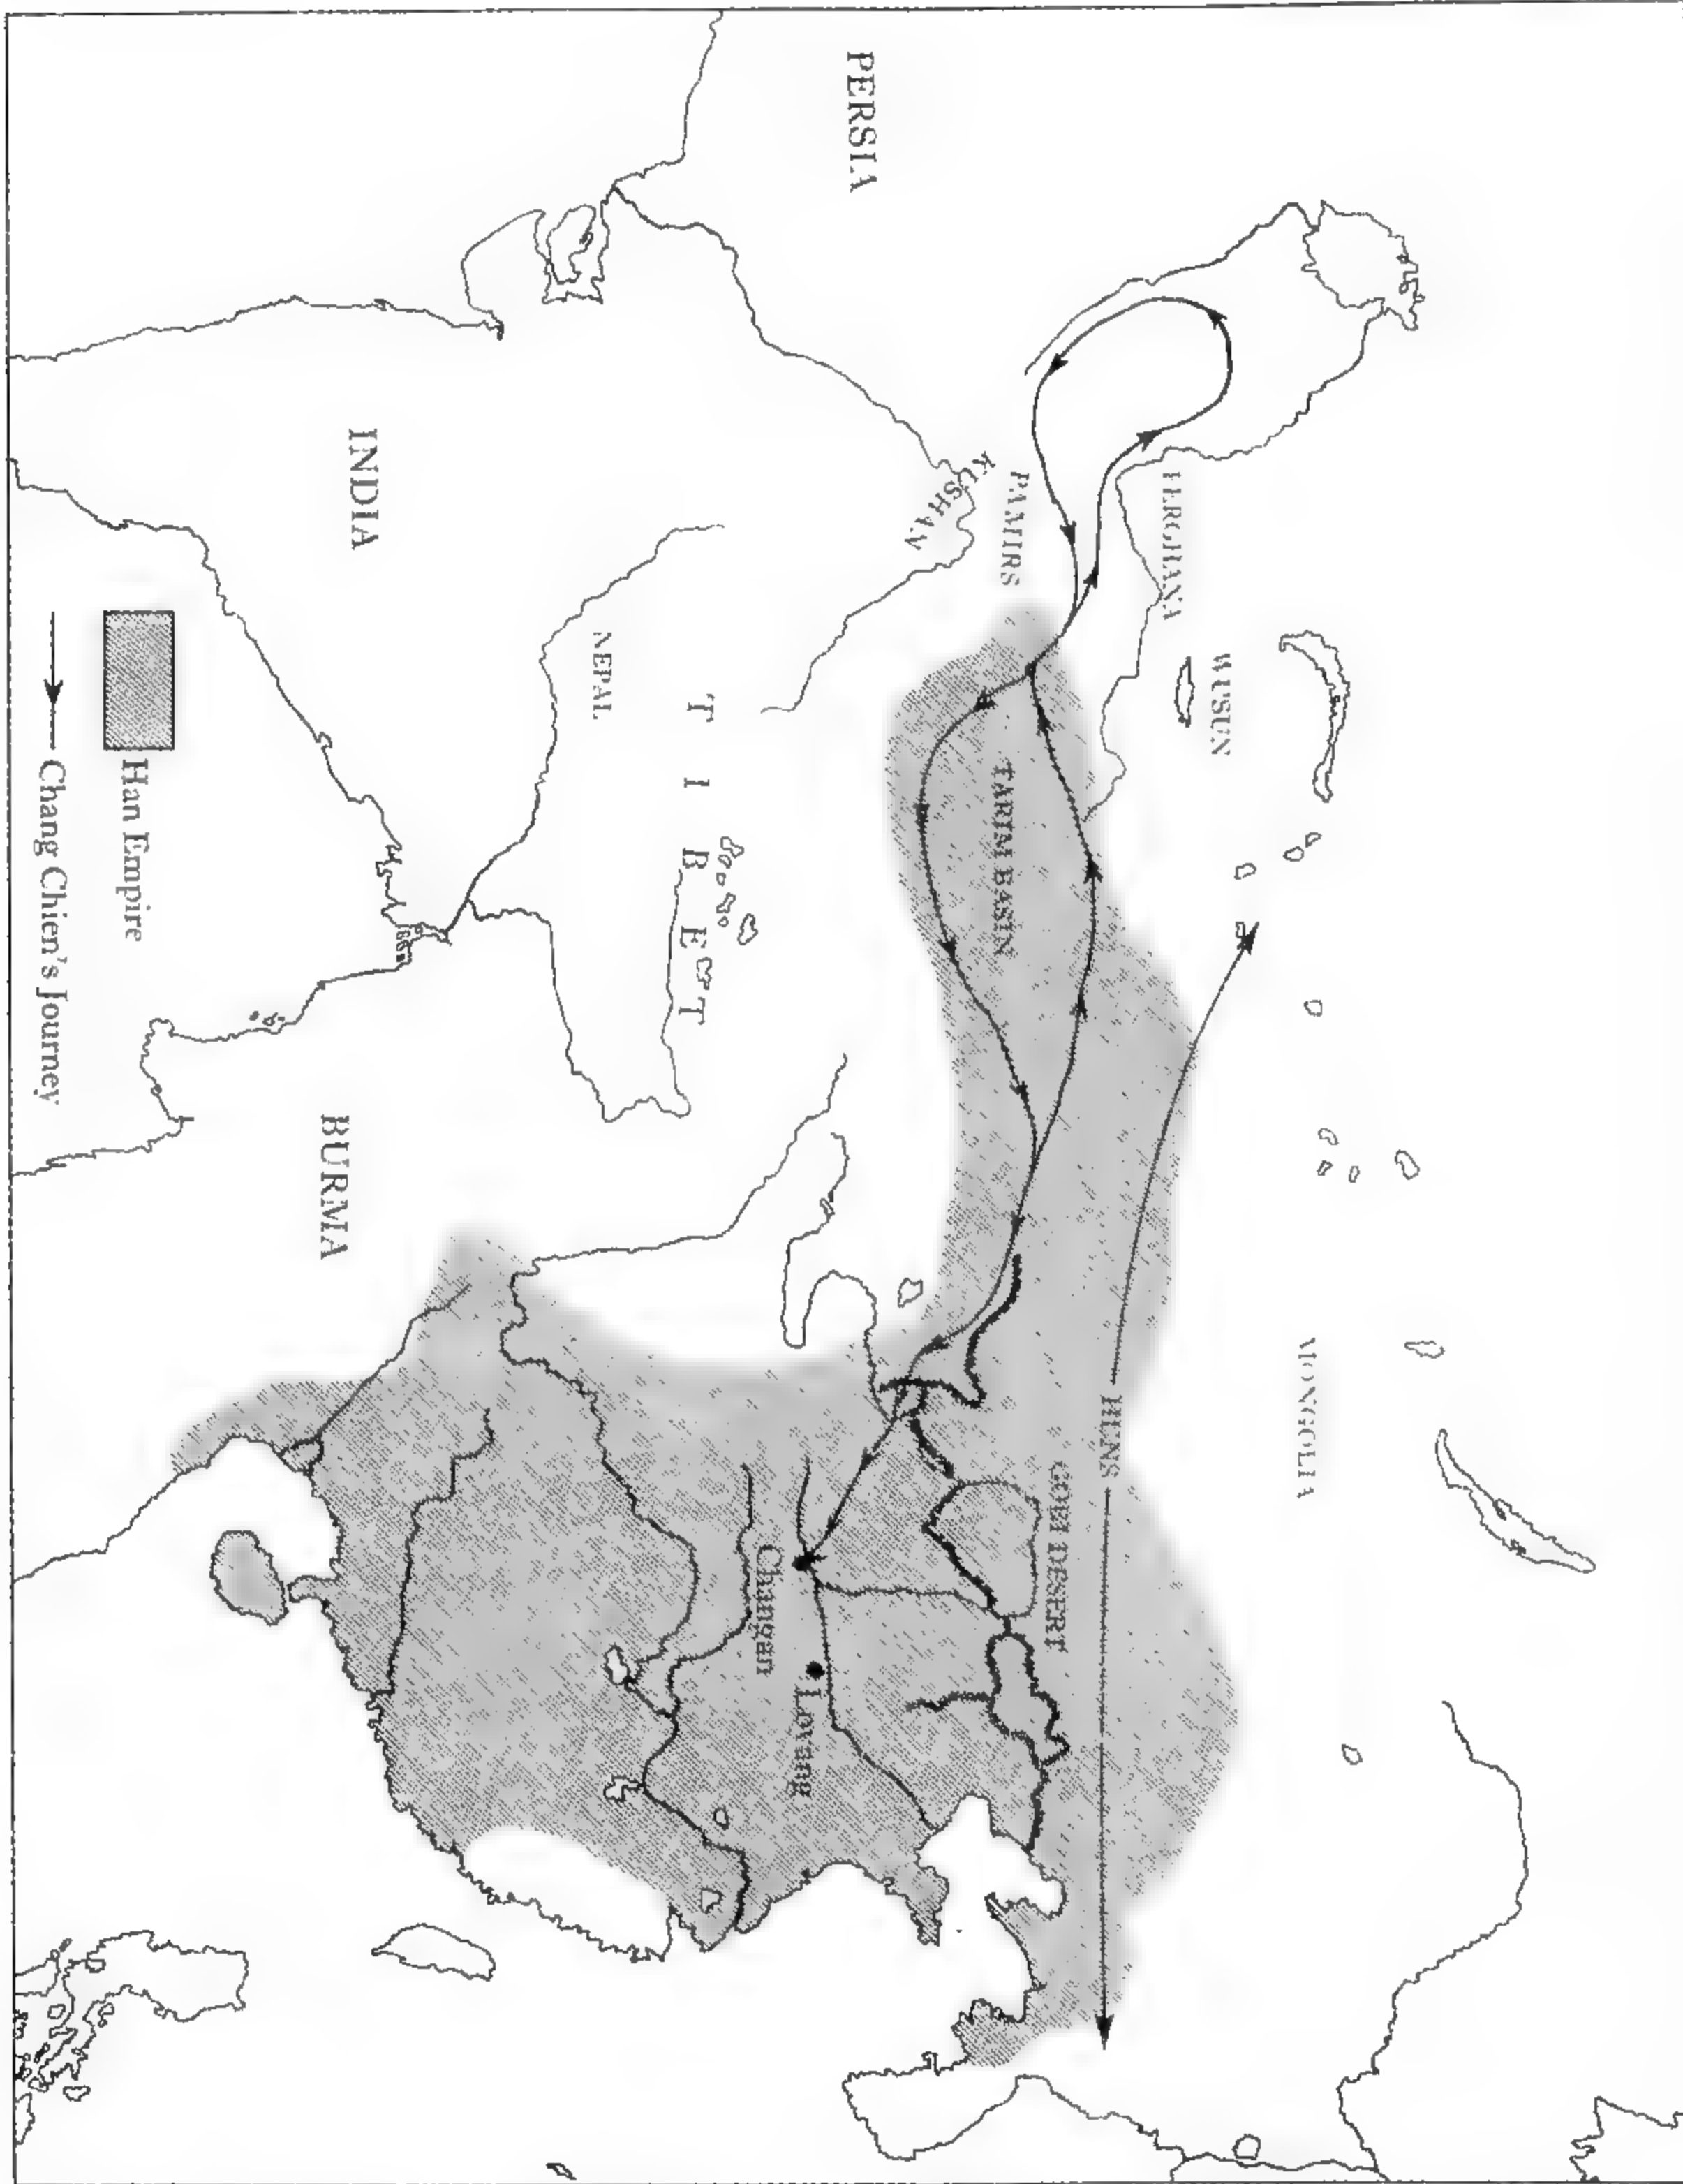 MONGOLIA
WUSUN
FERGHANA
HUNS
GOBI DESERT
PAMIRS
TARIM BASIN
KUSHAN
PERSIA
Loyang
Changan
T I B E T
NEPAL
INDIA
BURMA
Han Empire
Chang Chien's Journey